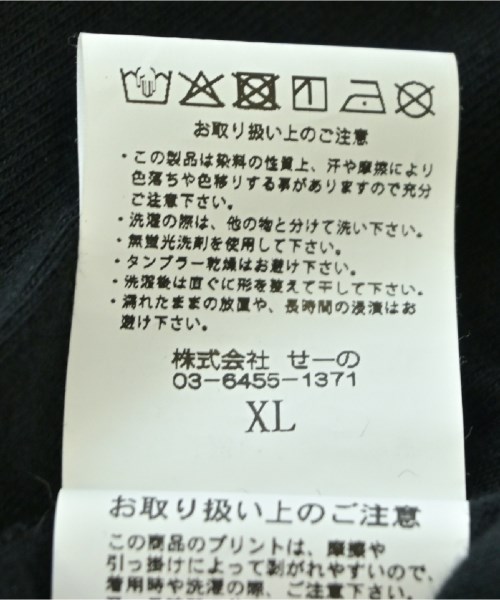 お取り扱い上のご注意
・この製品は染料の性質上、汗や摩擦により
色落ちや色移りする事がありますので充分
ご注意下さい。
・洗濯の際は、他の物と分けて洗い下さい。
・無蛍光洗剤を使用して下さい。
・タンブラー乾燥はお避け下さい。
・洗濯後は直ぐに形を整えて干して下さい。
・濡れたままの放置や、長時間の浸漬はお
避け下さい。
株式会社 せーの
03-6455-1371
XL
お取り扱い上のご注意
この商品のプリントは、摩擦や
引っ掛けによって剥がれやすいので、
着用時や洗濯の際、ご注意下さい。